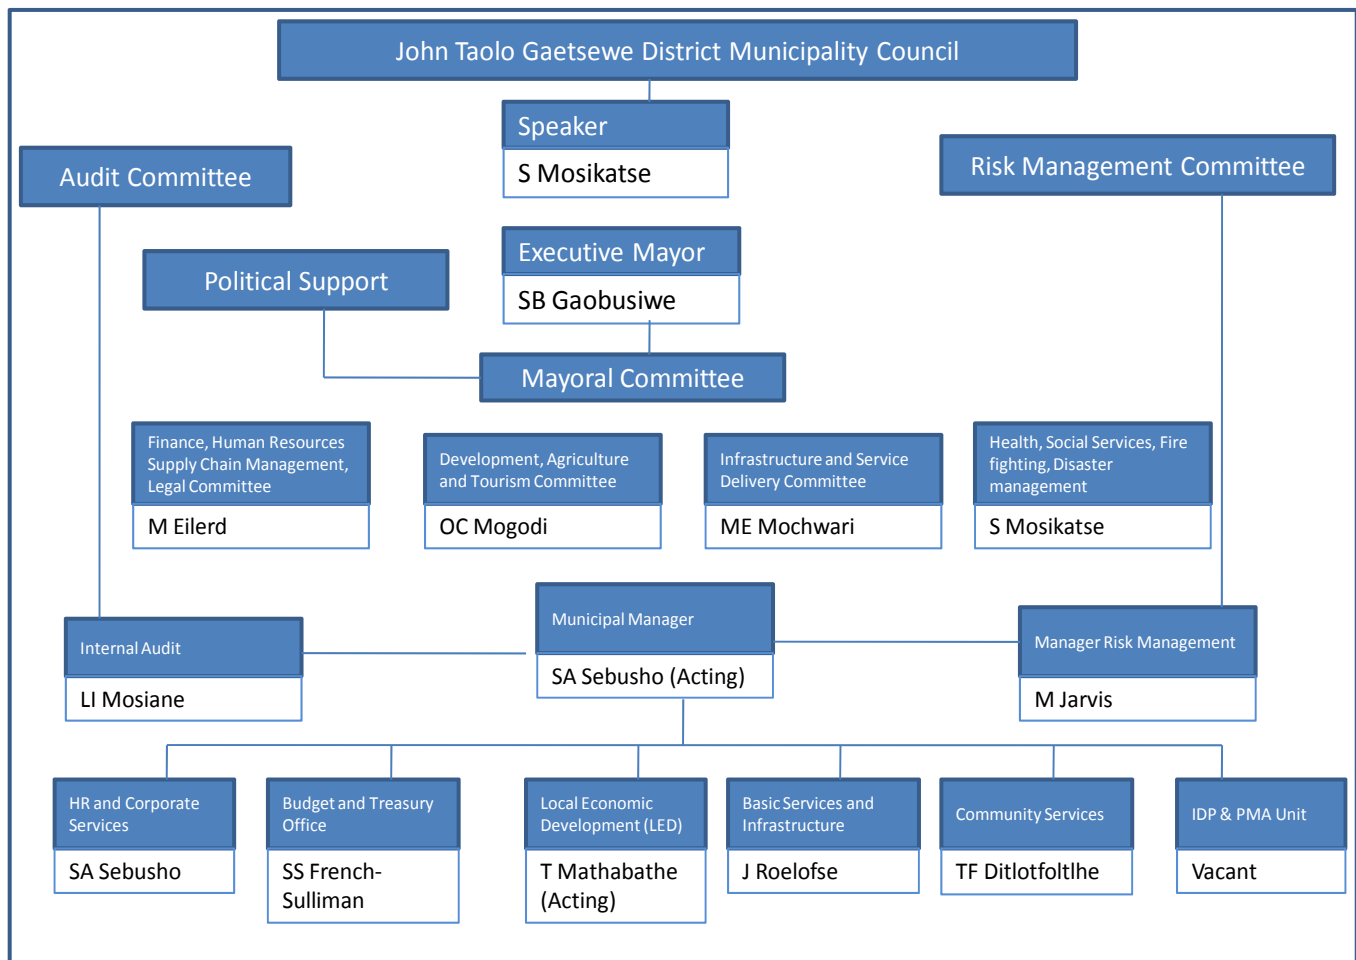 John Taolo Gaetsewe District Municipality Council
Speaker
S Mosikatse
Audit Committee
Risk Management Committee
Executive Mayor
SB Gaobusiwe
Political Support
Mayoral Committee
Finance, Human Resources
Supply Chain Management,
Legal Committee
M Eilerd
Development, Agriculture
and Tourism Committee
OC Mogodi
Infrastructure and Service
Delivery Committee
ME Mochwari
Health, Social Services, Fire
fighting, Disaster
management
S Mosikatse
Internal Audit
LI Mosiane
Municipal Manager
SA Sebusho (Acting)
Manager Risk Management
M Jarvis
HR and Corporate
Services
SA Sebusho
Budget and Treasury
Office
SS French-
Sulliman
Local Economic
Development (LED)
T Mathabathe
(Acting)
Basic Services and
Infrastructure
J Roelofse
Community Services
TF Ditlotfoltlhe
IDP & PMA Unit
Vacant